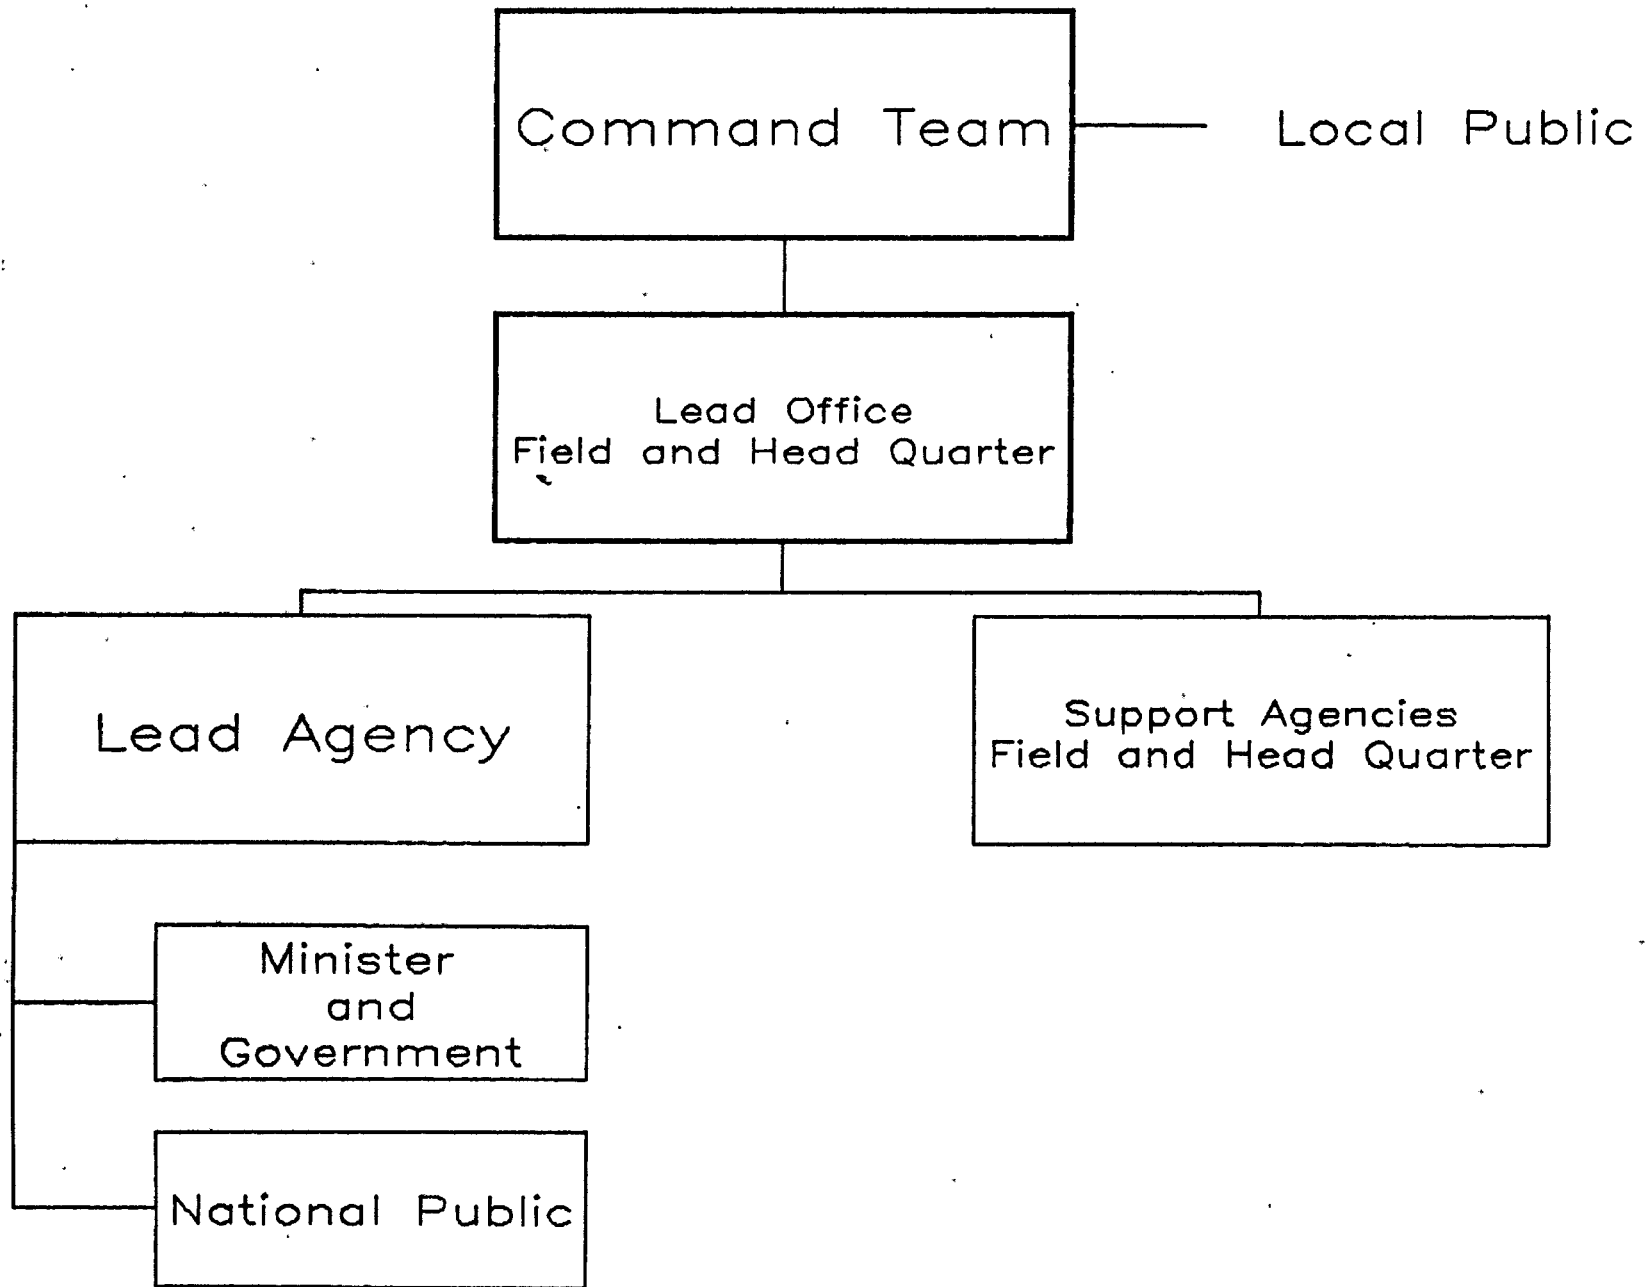 Command Team
Local Public
Lead Office
Field and Head Quarter
Lead Agency
Support Agencies
Field and Head Quarter
Minister
and
Government
National Public